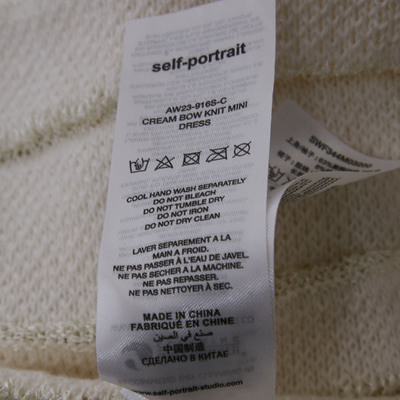 self-portrait
AW23-916S-C
CREAM BOW KNIT MINI
DRESS
COOL HAND WASH SEPARATELY
DO NOT BLEACH
DO NOT TUMBLE DRY
DO NOT IRON
DO NOT DRY CLEAN
LAVER SEPAREMENT A LA
MAIN A FROID.
NE PAS PASSER À L'EAU DE JAVEL.
NE PAS SECHER A LA MACHINE.
NE PAS REPASSER.
NE PAS NETTOYER À SEC.
MADE IN CHINA
FABRIQUÉ EN CHINE
صنع في الصين
中国制造
СДЕЛАНО В КИТАЕ
www.self-portrait-studio.com